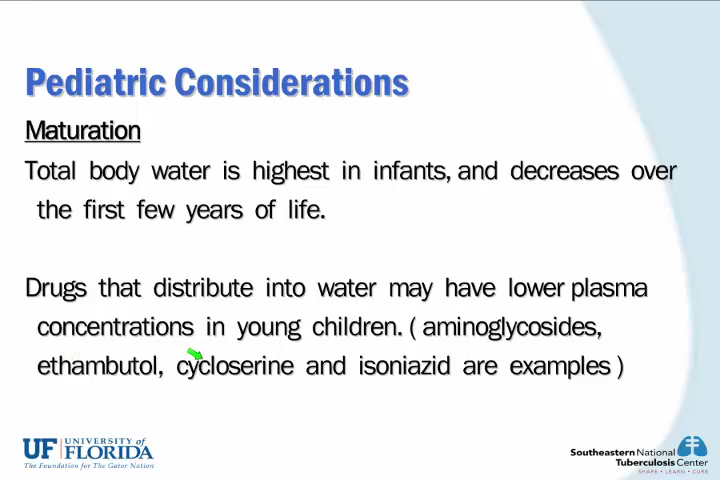 Pediatric Considerations
Maturation
Total body water is highest in infants, and decreases over
the first few years of life.
Drugs that distribute into water may have lower plasma
concentrations in young children. ( aminoglycosides,
ethambutol, cycloserine and isoniazid are examples )
UF UNIVERSITY of
FLORIDA
The Foundation for The Gator Nation
Southeastern National
Tuberculosis Center
SHARE • LEARN • CURE